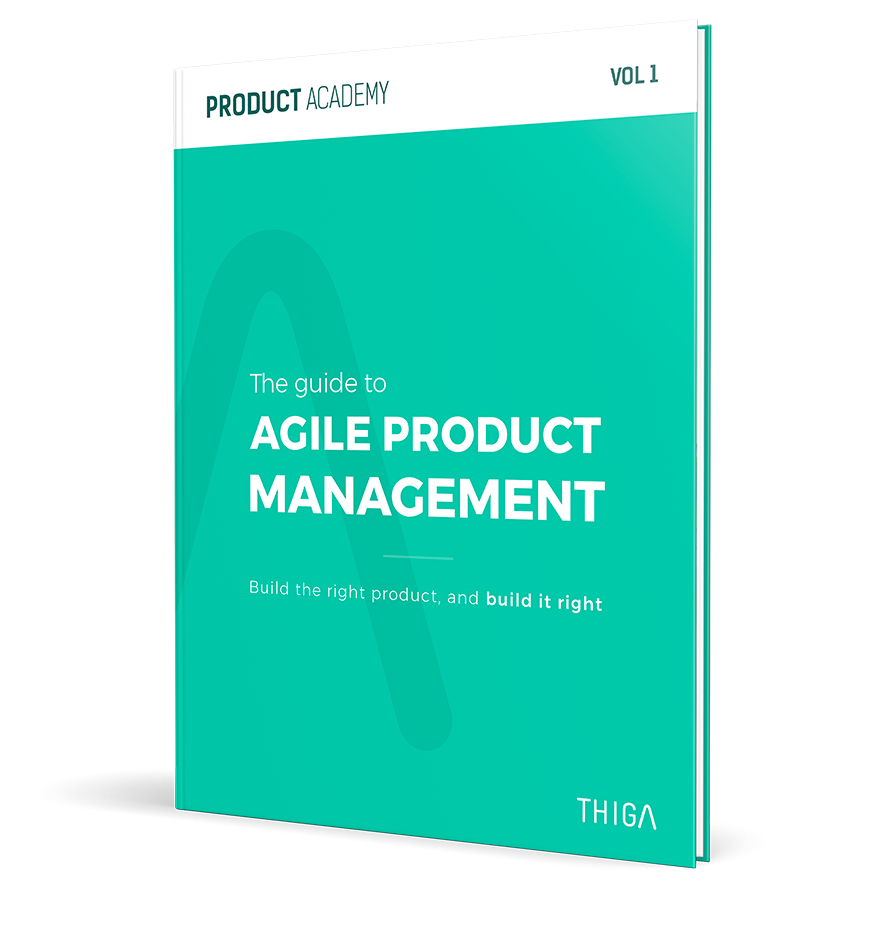 PRODUCT ACADEMY
VOL 1
The guide to
AGILE PRODUCT
MANAGEMENT
Build the right product, and build it right
THIGA